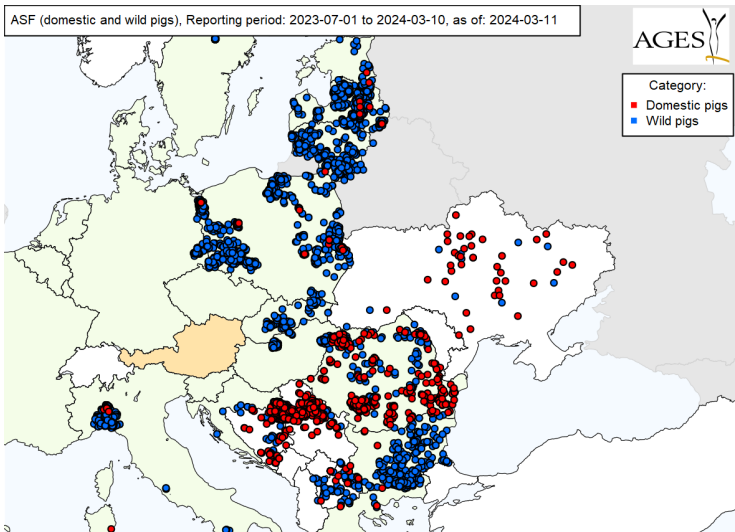 ASF (domestic and wild pigs), Reporting period: 2023-07-01 to 2024-03-10, as of: 2024-03-11
AGES
Category:
Domestic pigs
Wild pigs